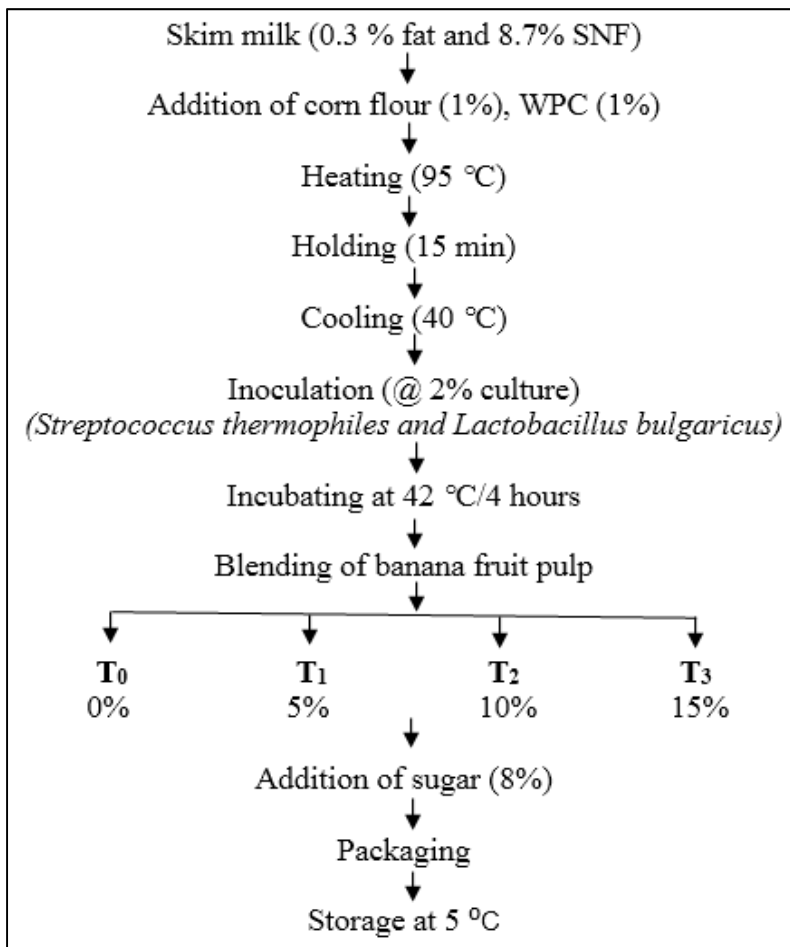 Skim milk (0.3 % fat and 8.7% SNF)
Addition of corn flour (1%), WPC (1%)
Heating (95 °C)
Holding (15 min)
Cooling (40 °C)
Inoculation (@ 2% culture)
(Streptococcus thermophiles and Lactobacillus bulgaricus)
Incubating at 42 °C/4 hours
Blending of banana fruit pulp
T₀ T₁ T₂ T₃
0% 5% 10% 15%
Addition of sugar (8%)
Packaging
Storage at 5 ⁰C